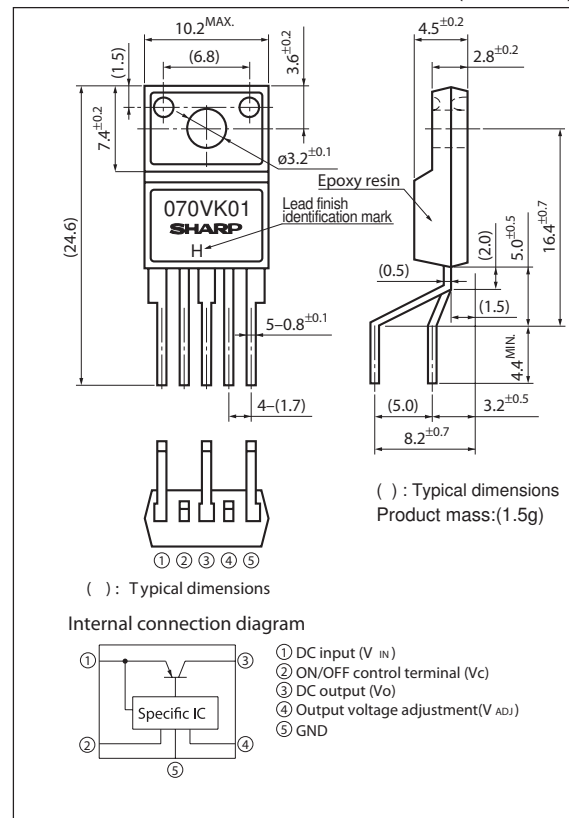 10.2MAX.
4.5±0.2
(6.8)
(1.5)
3.6±0.2
2.8±0.2
7.4±0.2
ø3.2±0.1
(24.6)
Epoxy resin
070VK01
SHARP
H
Lead finish
identification mark
16.4±0.7
5.0±0.5
(2.0)
(0.5)
5–0.8±0.1
(1.5)
4.4MIN.
4–(1.7)
(5.0)
3.2±0.5
8.2±0.7
( ) : Typical dimensions
Product mass:(1.5g)
① ② ③ ④ ⑤
( ) : Typical dimensions
Internal connection diagram
① DC input (V IN)
② ON/OFF control terminal (Vc)
③ DC output (Vo)
④ Output voltage adjustment(V ADJ)
⑤ GND
①
③
Specific IC
②
④
⑤